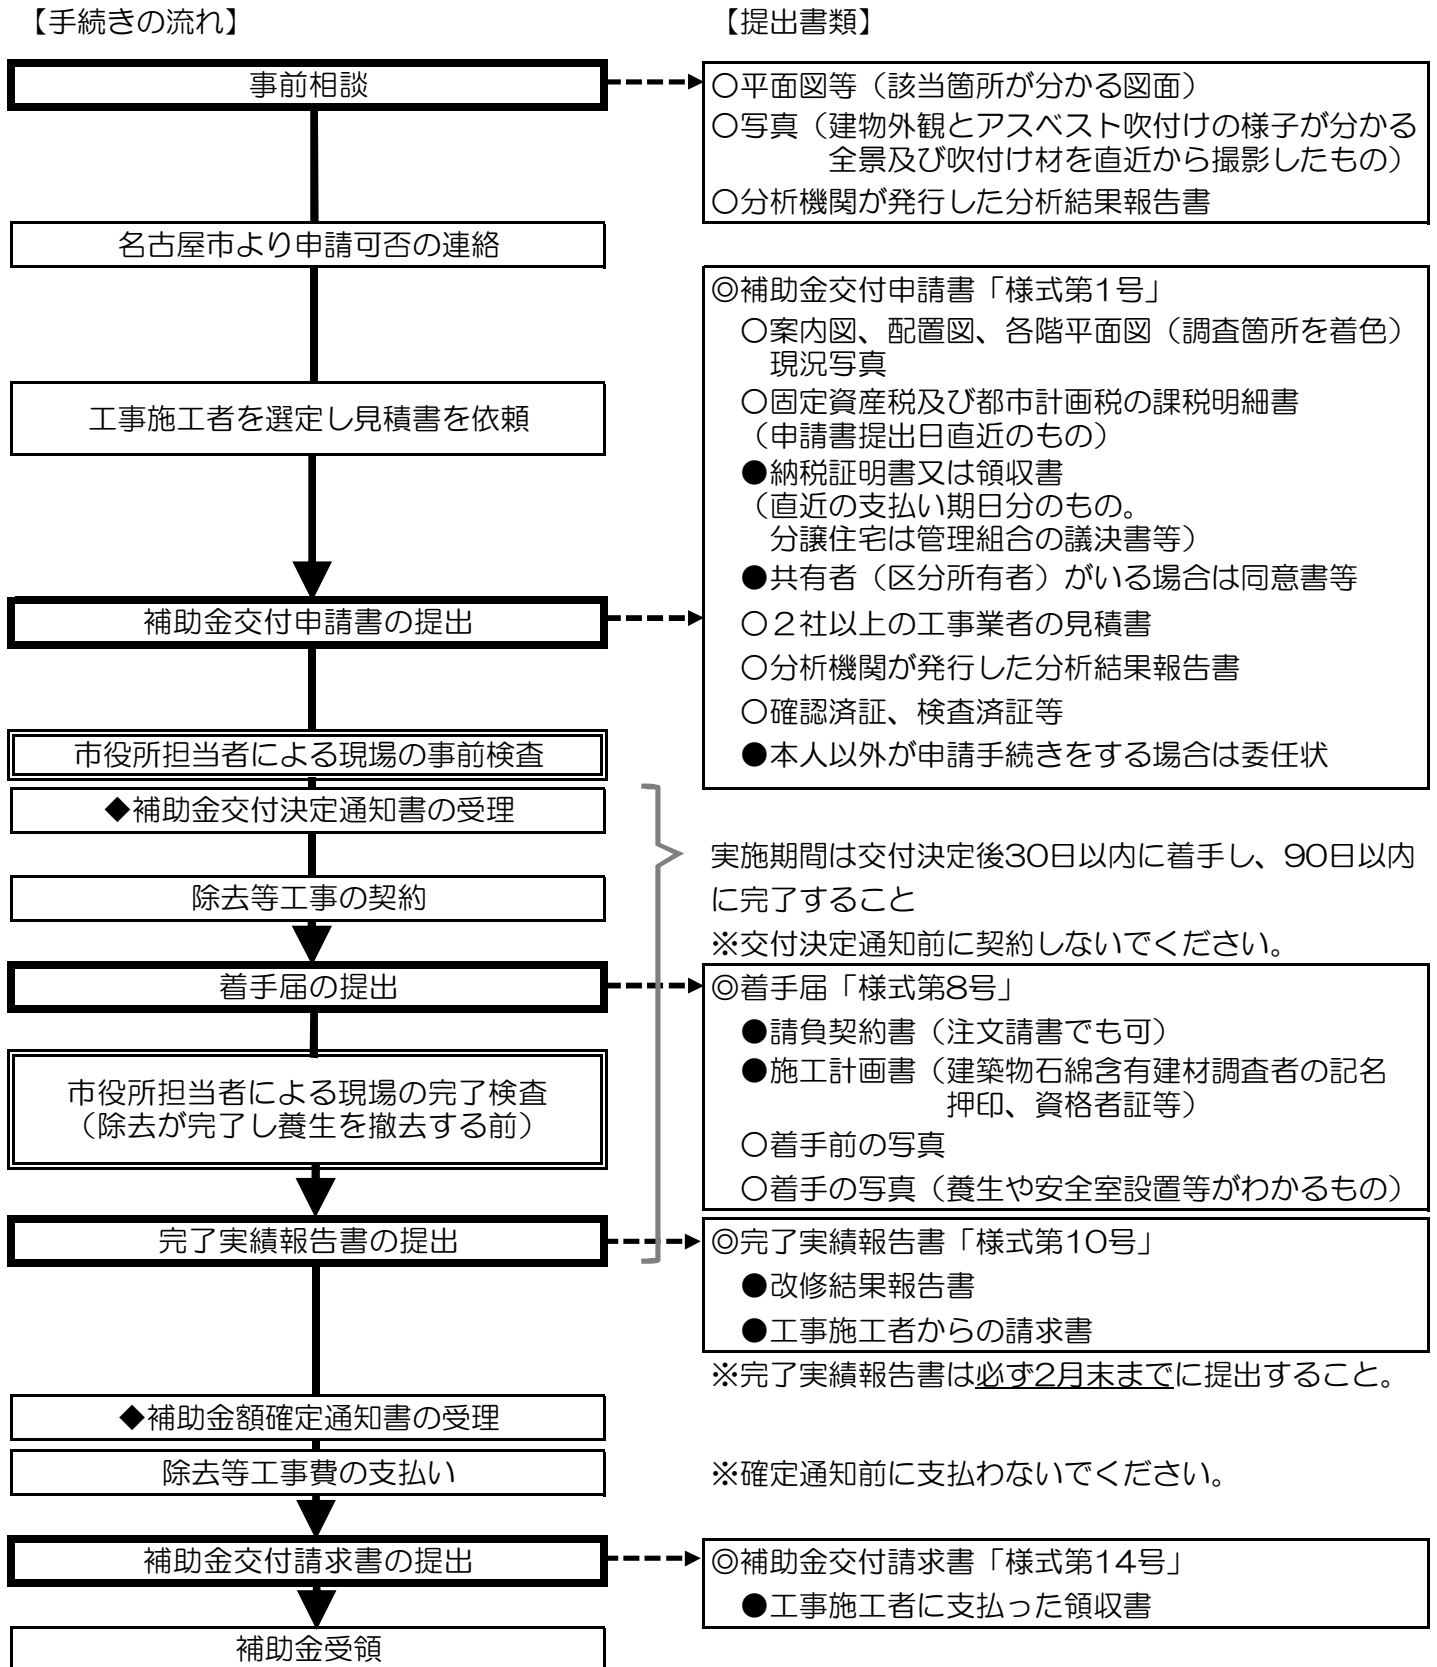 【手続きの流れ】
【提出書類】
事前相談
○平面図等（該当箇所が分かる図面）
○写真（建物外観とアスベスト吹付けの様子が分かる
全景及び吹付け材を直近から撮影したもの）
○分析機関が発行した分析結果報告書
名古屋市より申請可否の連絡
工事施工者を選定し見積書を依頼
補助金交付申請書の提出
◎補助金交付申請書「様式第1号」
○案内図、配置図、各階平面図（調査箇所を着色）
現況写真
○固定資産税及び都市計画税の課税明細書
（申請書提出日直近のもの）
●納税証明書又は領収書
（直近の支払い期日分のもの。
分譲住宅は管理組合の議決書等）
●共有者（区分所有者）がいる場合は同意書等
○２社以上の工事業者の見積書
○分析機関が発行した分析結果報告書
○確認済証、検査済証等
●本人以外が申請手続きをする場合は委任状
市役所担当者による現場の事前検査
◆補助金交付決定通知書の受理
除去等工事の契約
実施期間は交付決定後30日以内に着手し、90日以内
に完了すること
※交付決定通知前に契約しないでください。
着手届の提出
◎着手届「様式第8号」
●請負契約書（注文請書でも可）
●施工計画書（建築物石綿含有建材調査者の記名
押印、資格者証等）
○着手前の写真
○着手の写真（養生や安全室設置等がわかるもの）
市役所担当者による現場の完了検査
（除去が完了し養生を撤去する前）
完了実績報告書の提出
◎完了実績報告書「様式第10号」
●改修結果報告書
●工事施工者からの請求書
※完了実績報告書は必ず2月末までに提出すること。
◆補助金額確定通知書の受理
除去等工事費の支払い
※確定通知前に支払わないでください。
補助金交付請求書の提出
◎補助金交付請求書「様式第14号」
●工事施工者に支払った領収書
補助金受領